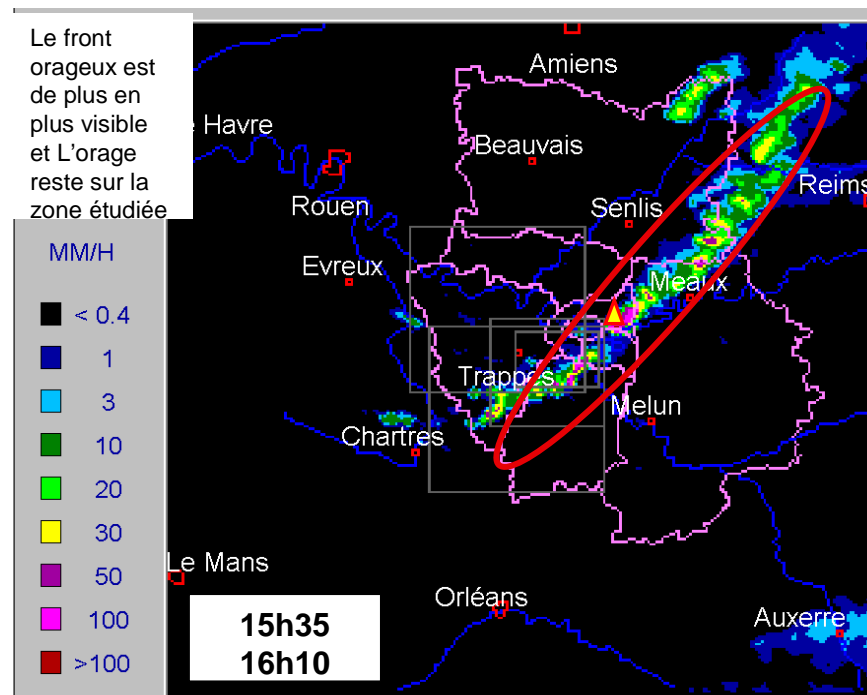 Le front
orageux est
de plus en
plus visible
et L'orage
reste sur la
zone étudiée
MM/H
< 0.4
1
3
10
20
30
50
100
>100
Amiens
Havre
Beauvais
Reims
Rouen
Senlis
Evreux
Meaux
Trappes
Melun
Chartres
Le Mans
Orléans
Auxerre
15h35
16h10